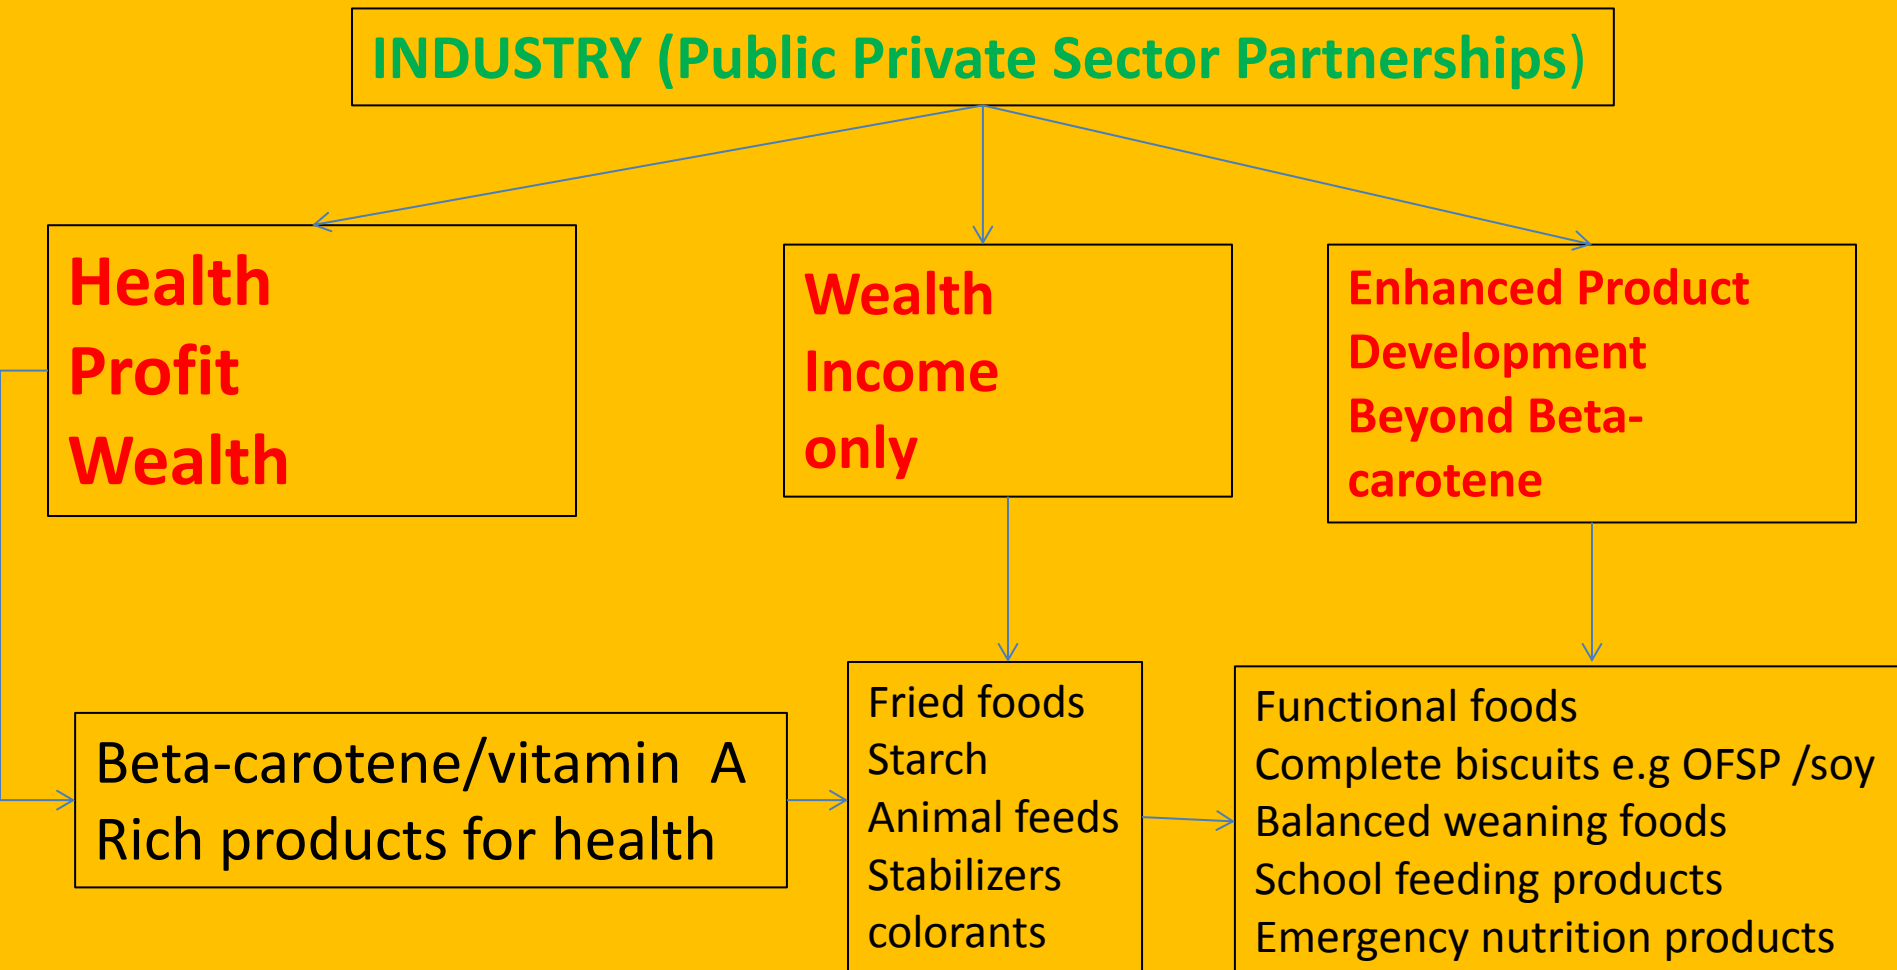 INDUSTRY (Public Private Sector Partnerships)
Health
Profit
Wealth
Wealth
Income
only
Enhanced Product
Development
Beyond Beta-
carotene
Beta-carotene/vitamin A
Rich products for health
Fried foods
Starch
Animal feeds
Stabilizers
colorants
Functional foods
Complete biscuits e.g OFSP /soy
Balanced weaning foods
School feeding products
Emergency nutrition products